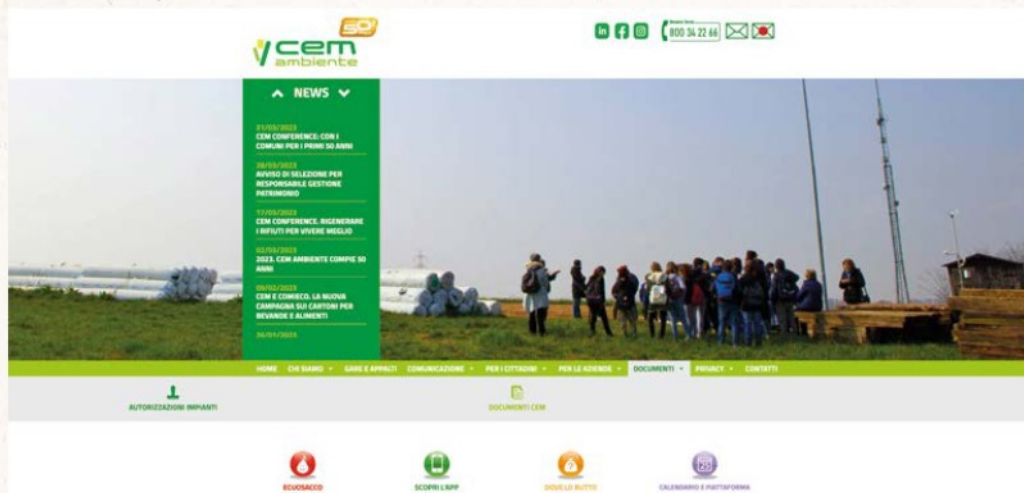 50
cem
ambiente
in f
800 34 22 66
NEWS
31/03/2023
CEM CONFERENCE: CON I
COMUNI PER I PRIMI 50 ANNI
28/03/2023
AVVISO DI SELEZIONE PER
RESPONSABILE GESTIONE
PATRIMONIO
17/03/2023
CEM CONFERENCE. RIGENERARE
I RIFIUTI PER VIVERE MEGLIO
02/03/2023
2023. CEM AMBIENTE COMPIE 50
ANNI
09/02/2023
CEM E COMIECO. LA NUOVA
CAMPAGNA SUI CARTONI PER
BEVANDE E ALIMENTI
HOME CHI SIAMO GARE E APPALTI COMUNICAZIONE PER I CITTADINI PER LE AZIENDE DOCUMENTI PRIVACY CONTATTI
AUTORIZZAZIONI IMPIANTI DOCUMENTI CEM
ECUOSACCO SCOPRI L'APP DOVE LO BUTTO CALENDARIO E PIATTAFORMA